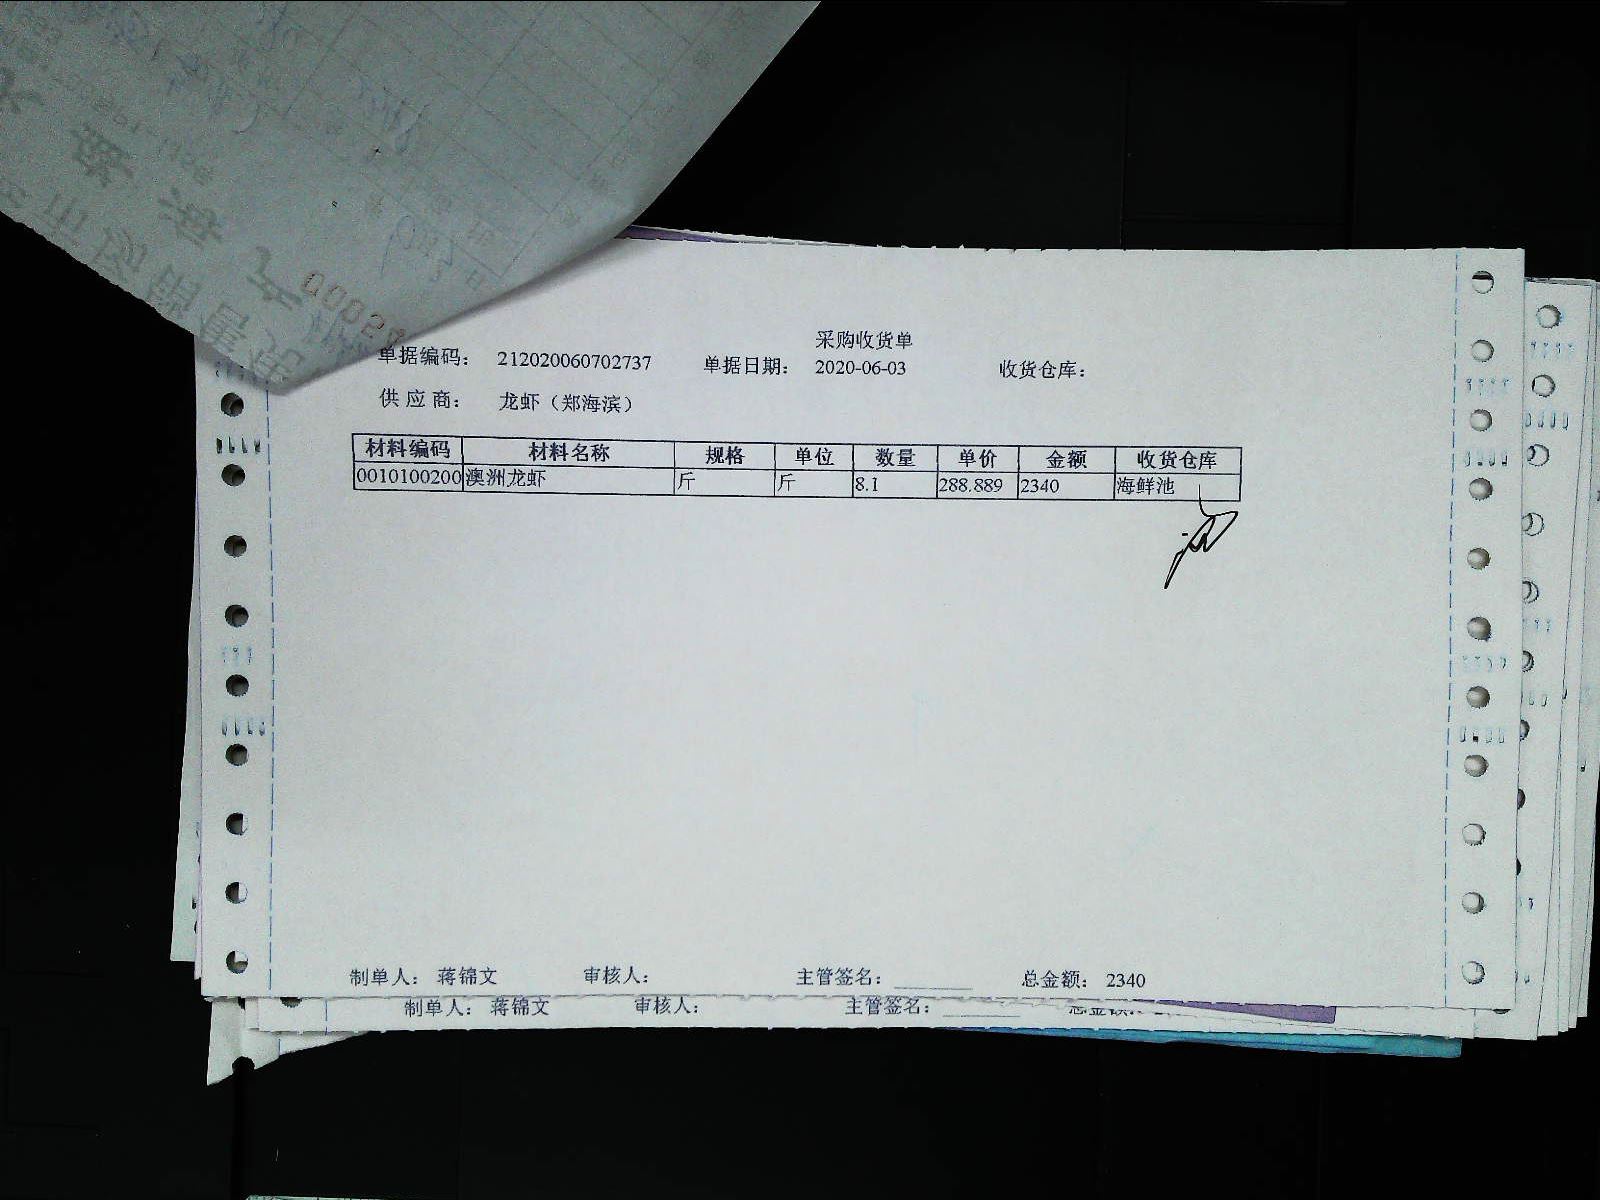 采购收货单
单据编码： 212020060702737 单据日期： 2020-06-03 收货仓库：
供 应 商： 龙虾（郑海滨）
材料编码 材料名称 规格 单位 数量 单价 金额 收货仓库
0010100200 澳洲龙虾 斤 斤 8.1 288.889 2340 海鲜池
制单人： 蒋锦文 审核人： 主管签名： 总金额： 2340
制单人： 蒋锦文 审核人： 主管签名：